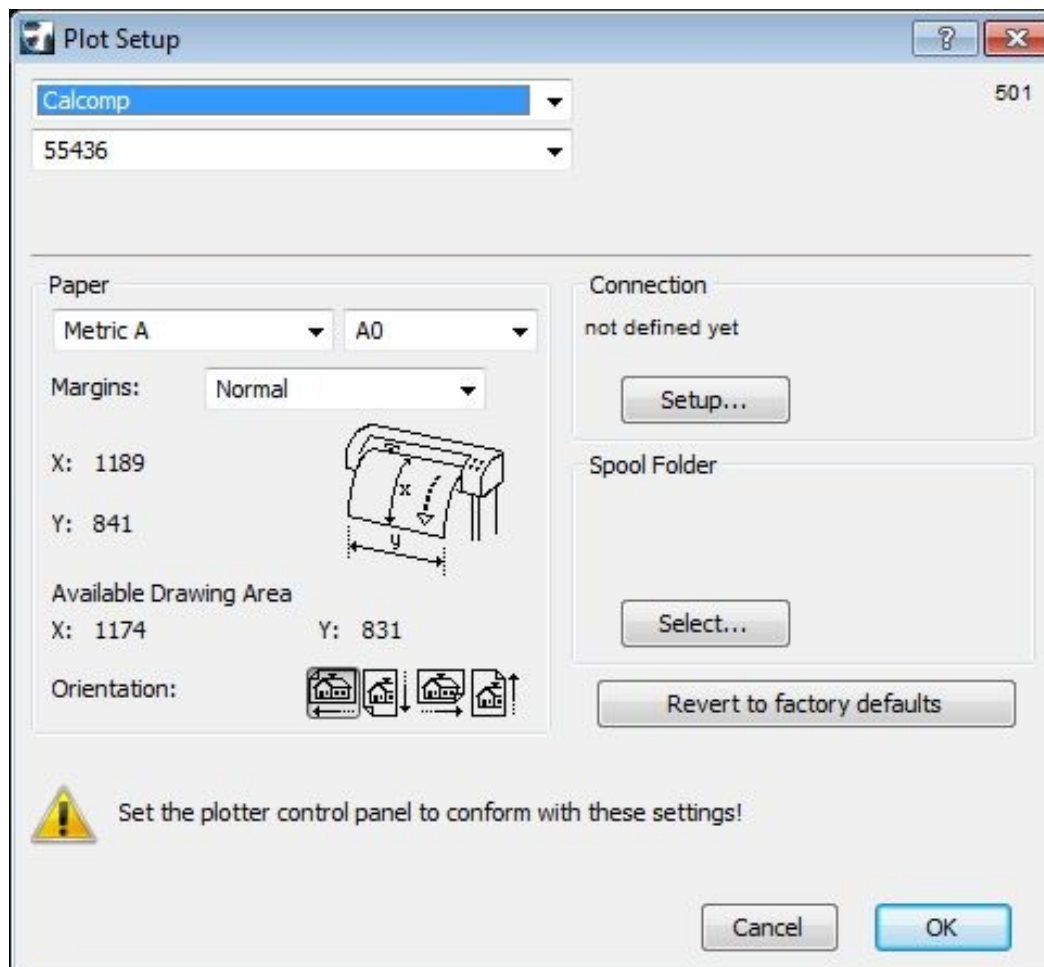 Plot Setup
Calcomp
501
55436
Paper
Metric A
A0
Margins:
Normal
X: 1189
x
Y: 841
y
Available Drawing Area
X: 1174
Y: 831
Orientation:
Connection
not defined yet
Setup...
Spool Folder
Select...
Revert to factory defaults
Set the plotter control panel to conform with these settings!
Cancel
OK